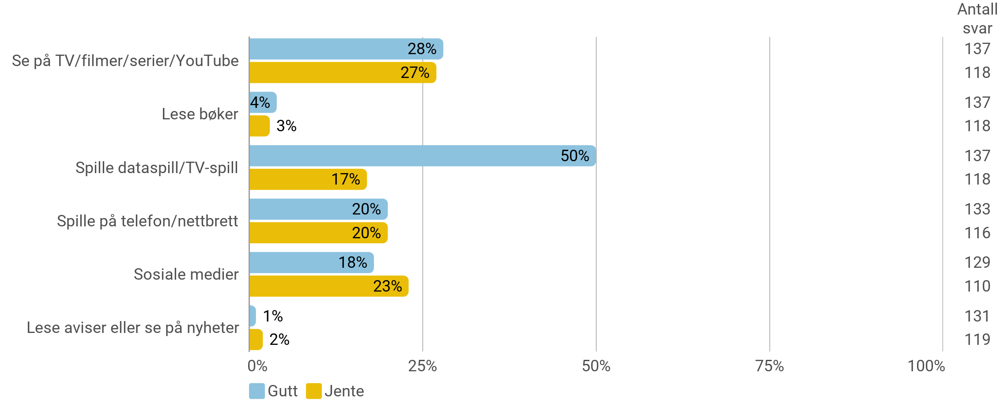 Antall
svar
Se på TV/filmer/serier/YouTube
28%
137
27%
118
Lese bøker
4%
137
3%
118
Spille dataspill/TV-spill
50%
137
17%
118
Spille på telefon/nettbrett
20%
133
20%
116
Sosiale medier
18%
129
23%
110
Lese aviser eller se på nyheter
1%
131
2%
119
0% 25% 50% 75% 100%
Gutt Jente